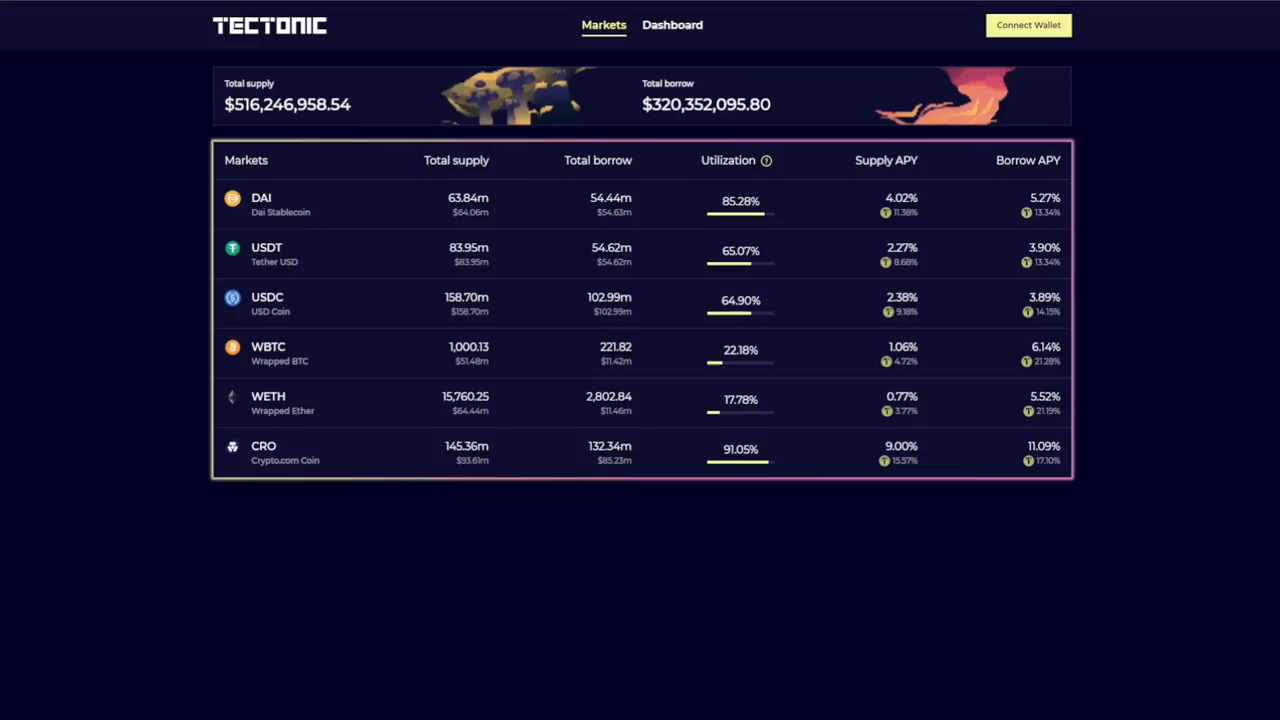 TECTONIC
Markets Dashboard
Connect Wallet
Total supply
$516,246,958.54
Total borrow
$320,352,095.80
Markets Total supply Total borrow Utilization ? Supply APY Borrow APY
DAI 63.84m 54.44m 85.28% 4.02% 5.27%
Dai Stablecoin $64.06m $54.63m 11.38% 13.34%
USDT 83.95m 54.62m 65.07% 2.27% 3.90%
Tether USD $83.95m $54.62m 8.68% 13.34%
USDC 158.70m 102.99m 64.90% 2.38% 3.89%
USD Coin $158.70m $102.99m 9.18% 14.15%
WBTC 1,000.13 221.82 22.18% 1.06% 6.14%
Wrapped BTC $51.48m $11.42m 4.72% 21.28%
WETH 15,760.25 2,802.84 17.78% 0.77% 5.52%
Wrapped Ether $64.44m $11.46m 3.77% 21.19%
CRO 145.36m 132.34m 91.05% 9.00% 11.09%
Crypto.com Coin $93.61m $85.23m 15.57% 17.10%